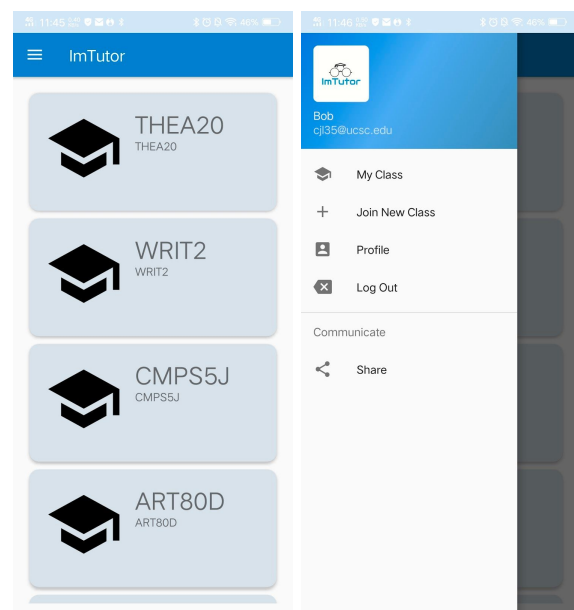 11:45
46%
ImTutor
THEA20
THEA20
WRIT2
WRIT2
CMPS5J
CMPS5J
ART80D
ART80D
11:46
46%
ImTutor
Bob
cjl35@ucsc.edu
My Class
Join New Class
Profile
Log Out
Communicate
Share